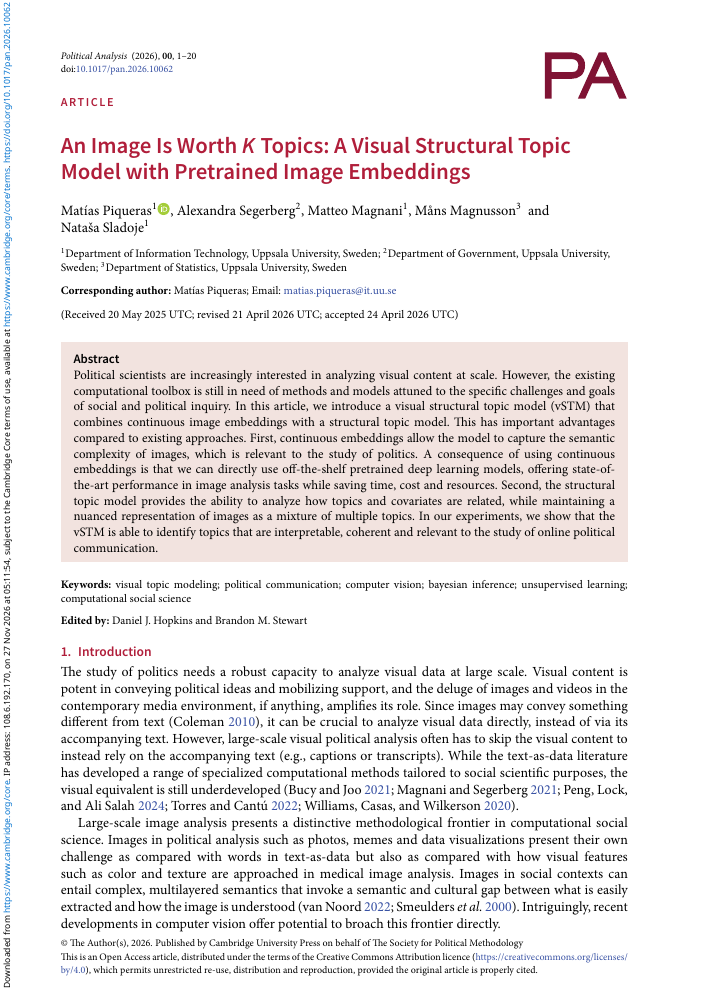 Political Analysis (2026), 00, 1–20
doi:10.1017/pan.2026.10062
PA
ARTICLE
An Image Is Worth K Topics: A Visual Structural Topic
Model with Pretrained Image Embeddings
Matías Piqueras1 iD, Alexandra Segerberg2, Matteo Magnani1, Måns Magnusson3 and
Nataša Sladoje1
1Department of Information Technology, Uppsala University, Sweden; 2Department of Government, Uppsala University,
Sweden; 3Department of Statistics, Uppsala University, Sweden
Corresponding author: Matías Piqueras; Email: matias.piqueras@it.uu.se
(Received 20 May 2025 UTC; revised 21 April 2026 UTC; accepted 24 April 2026 UTC)
Abstract
Political scientists are increasingly interested in analyzing visual content at scale. However, the existing
computational toolbox is still in need of methods and models attuned to the specific challenges and goals
of social and political inquiry. In this article, we introduce a visual structural topic model (vSTM) that
combines continuous image embeddings with a structural topic model. This has important advantages
compared to existing approaches. First, continuous embeddings allow the model to capture the semantic
complexity of images, which is relevant to the study of politics. A consequence of using continuous
embeddings is that we can directly use off-the-shelf pretrained deep learning models, offering state-of-
the-art performance in image analysis tasks while saving time, cost and resources. Second, the structural
topic model provides the ability to analyze how topics and covariates are related, while maintaining a
nuanced representation of images as a mixture of multiple topics. In our experiments, we show that the
vSTM is able to identify topics that are interpretable, coherent and relevant to the study of online political
communication.
Keywords: visual topic modeling; political communication; computer vision; bayesian inference; unsupervised learning;
computational social science
Edited by: Daniel J. Hopkins and Brandon M. Stewart
1. Introduction
The study of politics needs a robust capacity to analyze visual data at large scale. Visual content is
potent in conveying political ideas and mobilizing support, and the deluge of images and videos in the
contemporary media environment, if anything, amplifies its role. Since images may convey something
different from text (Coleman 2010), it can be crucial to analyze visual data directly, instead of via its
accompanying text. However, large-scale visual political analysis often has to skip the visual content to
instead rely on the accompanying text (e.g., captions or transcripts). While the text-as-data literature
has developed a range of specialized computational methods tailored to social scientific purposes, the
visual equivalent is still underdeveloped (Bucy and Joo 2021; Magnani and Segerberg 2021; Peng, Lock,
and Ali Salah 2024; Torres and Cantú 2022; Williams, Casas, and Wilkerson 2020).
Large-scale image analysis presents a distinctive methodological frontier in computational social
science. Images in political analysis such as photos, memes and data visualizations present their own
challenge as compared with words in text-as-data but also as compared with how visual features
such as color and texture are approached in medical image analysis. Images in social contexts can
entail complex, multilayered semantics that invoke a semantic and cultural gap between what is easily
extracted and how the image is understood (van Noord 2022; Smeulders et al. 2000). Intriguingly, recent
developments in computer vision offer potential to broach this frontier directly.
© The Author(s), 2026. Published by Cambridge University Press on behalf of The Society for Political Methodology
This is an Open Access article, distributed under the terms of the Creative Commons Attribution licence (https://creativecommons.org/licenses/
by/4.0), which permits unrestricted re-use, distribution and reproduction, provided the original article is properly cited.
Downloaded from https://www.cambridge.org/core. IP address: 108.6.192.170, on 27 Nov 2026 at 05:11:54, subject to the Cambridge Core terms of use, available at https://www.cambridge.org/core/terms. https://doi.org/10.1017/pan.2026.10062